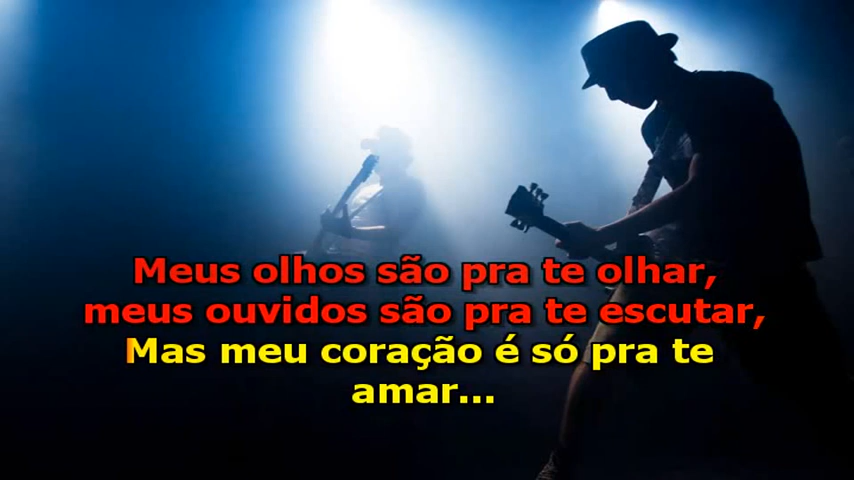 Meus olhos são pra te olhar,
meus ouvidos são pra te escutar,
Mas meu coração é só pra te
amar...